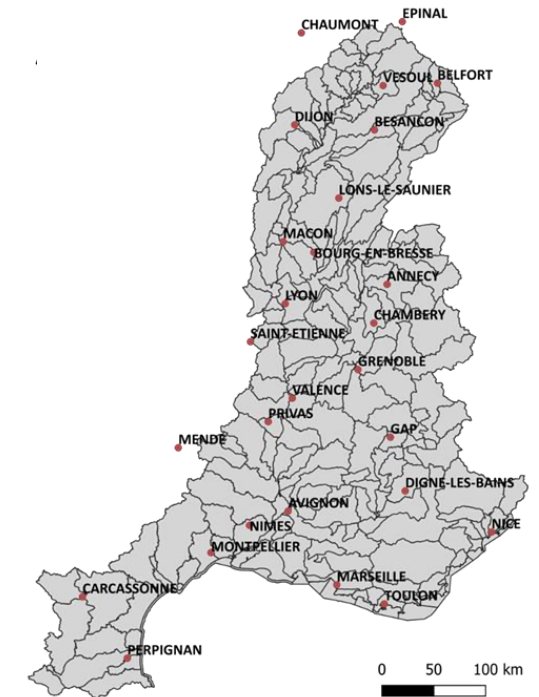 EPINAL
CHAUMONT
VESOUL
BELFORT
DIJON
BESANCON
LONS-LE-SAUNIER
MACON
BOURG-EN-BRESSE
ANNECY
LYON
CHAMBERY
SAINT-ETIENNE
GRENOBLE
VALENCE
PRIVAS
GAP
MENDE
DIGNE-LES-BAINS
AVIGNON
NICE
NIMES
MONTPELLIER
MARSEILLE
CARCASSONNE
TOULON
PERPIGNAN
0 50 100 km